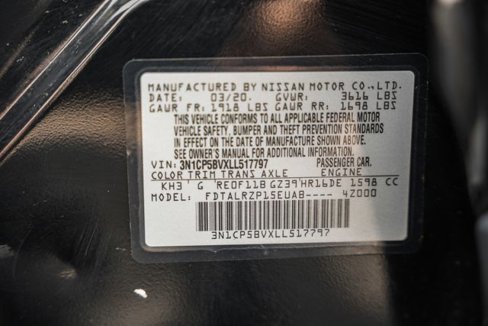 MANUFACTURED BY NISSAN MOTOR CO., LTD.
DATE: 03/20. GVWR: 3616 LBS
GAWR FR: 1918 LBS GAWR RR: 1698 LBS
THIS VEHICLE CONFORMS TO ALL APPLICABLE FEDERAL MOTOR
VEHICLE SAFETY, BUMPER AND THEFT PREVENTION STANDARDS
IN EFFECT ON THE DATE OF MANUFACTURE SHOWN ABOVE.
SEE OWNER'S MANUAL FOR ADDITIONAL INFORMATION.
VIN: 3N1CP5BVXLL517797 PASSENGER CAR.
COLOR TRIM TRANS AXLE ENGINE
KH3 G RE0F11B GZ39 HR16DE 1598 CC
MODEL: FDTALRZP15EUAB---- 4Z000
3N1CP5BVXLL517797